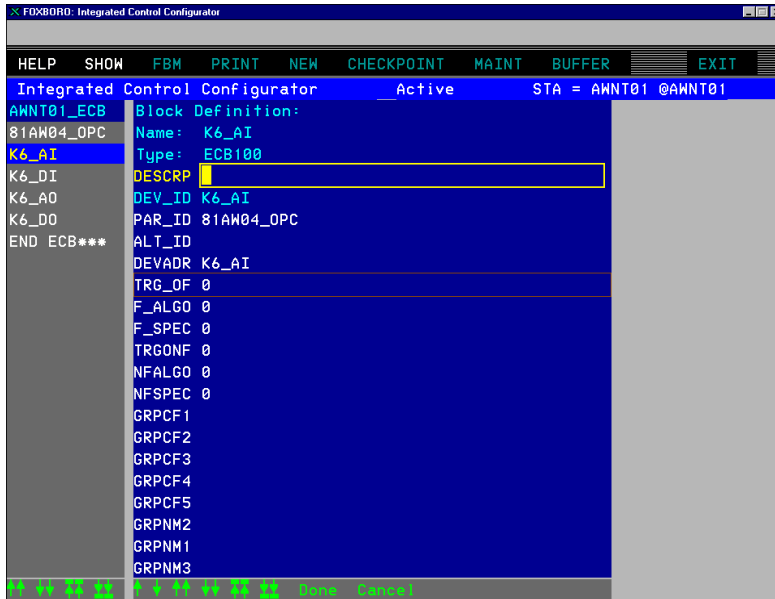 FOXBORO: Integrated Control Configurator
HELP SHOW FBM PRINT NEW CHECKPOINT MAINT BUFFER EXIT
Integrated Control Configurator Active STA = AWNT01 @AWNT01
AWNT01_ECB
81AW04_OPC
K6_AI
K6_DI
K6_AO
K6_DO
END ECB***
Block Definition:
Name: K6_AI
Type: ECB100
DESCRP
DEV_ID K6_AI
PAR_ID 81AW04_OPC
ALT_ID
DEVADR K6_AI
TRG_OF 0
F_ALGO 0
F_SPEC 0
TRGONF 0
NFALGO 0
NFSPEC 0
GRPCF1
GRPCF2
GRPCF3
GRPCF4
GRPCF5
GRPNM2
GRPNM1
GRPNM3
Done Cancel